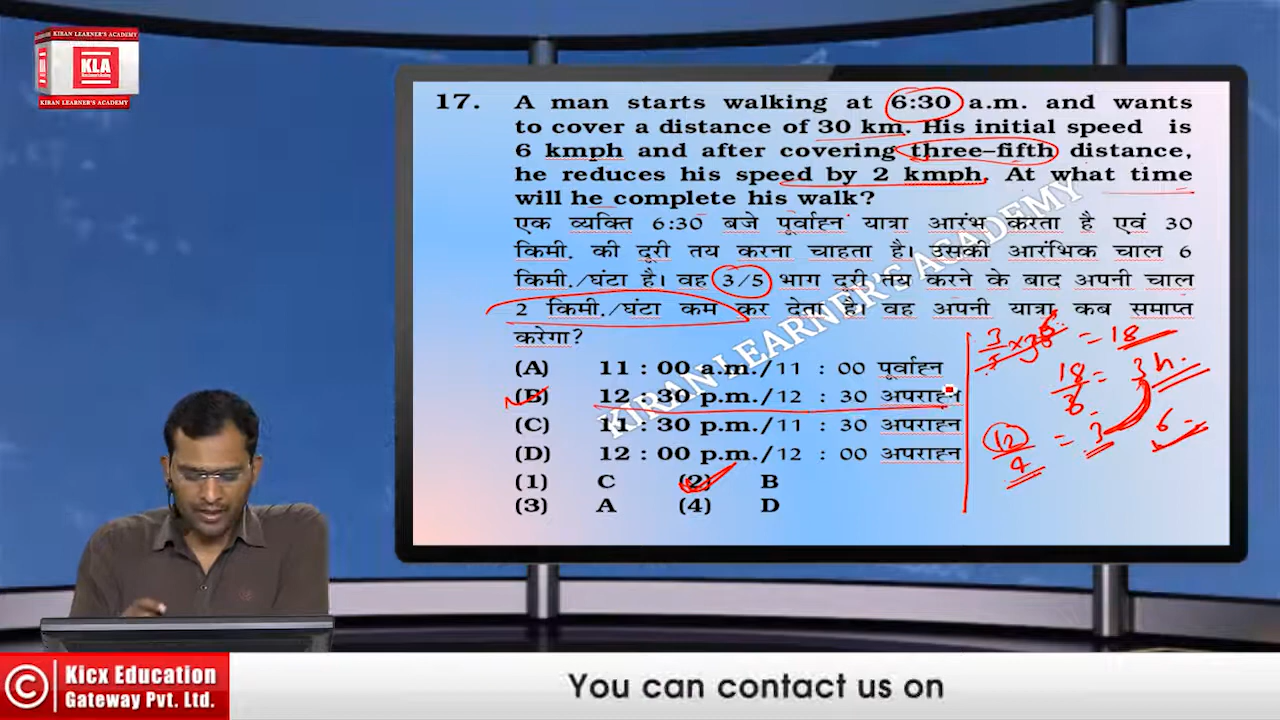 KIRAN LEARNER'S ACADEMY
KLA
KIRAN LEARNER'S ACADEMY
17. A man starts walking at 6:30 a.m. and wants
to cover a distance of 30 km. His initial speed is
6 kmph and after covering three–fifth distance,
he reduces his speed by 2 kmph. At what time
will he complete his walk?
एक व्यक्ति 6:30 बजे पूर्वाह्न यात्रा आरंभ करता है एवं 30
किमी. की दूरी तय करना चाहता है। उसकी आरंभिक चाल 6
किमी./घंटा है। वह 3/5 भाग दूरी तय करने के बाद अपनी चाल
2 किमी./घंटा कम कर देता है। वह अपनी यात्रा कब समाप्त
करेगा?
(A) 11 : 00 a.m./11 : 00 पूर्वाह्न
(B) 12 : 30 p.m./12 : 30 अपराह्न
(C) 11 : 30 p.m./11 : 30 अपराह्न
(D) 12 : 00 p.m./12 : 00 अपराह्न
(1) C (2) B
(3) A (4) D
KIRAN LEARNER'S ACADEMY
= 18
18/6 = 3 h.
12/4 = 3
6
© Kicx Education
Gateway Pvt. Ltd.
You can contact us on